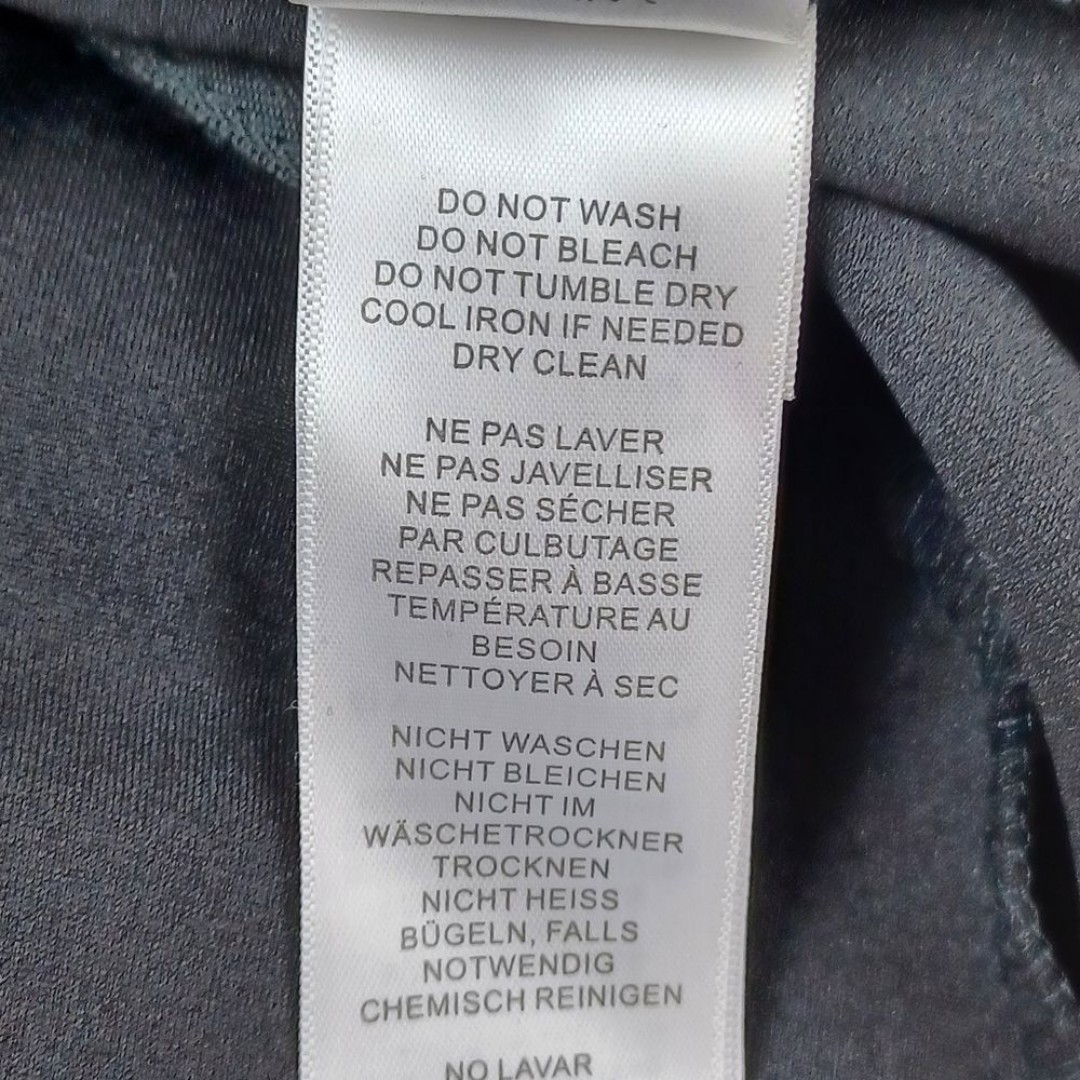 DO NOT WASH
DO NOT BLEACH
DO NOT TUMBLE DRY
COOL IRON IF NEEDED
DRY CLEAN
NE PAS LAVER
NE PAS JAVELLISER
NE PAS SÉCHER
PAR CULBUTAGE
REPASSER À BASSE
TEMPÉRATURE AU
BESOIN
NETTOYER À SEC
NICHT WASCHEN
NICHT BLEICHEN
NICHT IM
WÄSCHETROCKNER
TROCKNEN
NICHT HEISS
BÜGELN, FALLS
NOTWENDIG
CHEMISCH REINIGEN
NO LAVAR